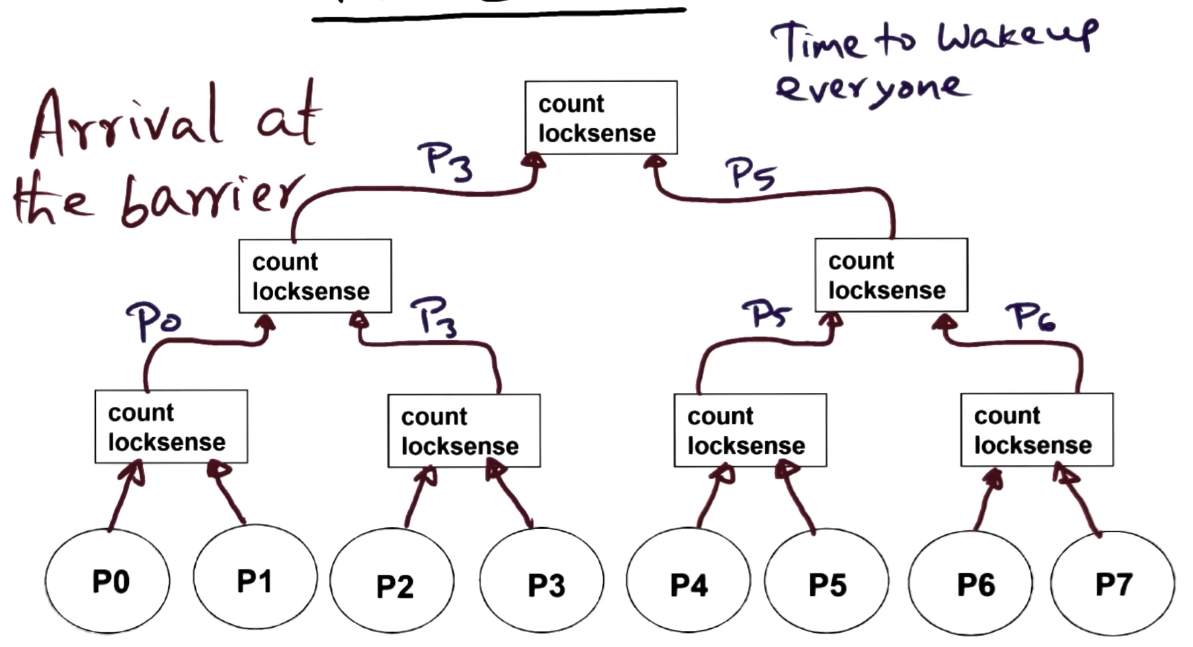 Time to wakeup
everyone
Arrival at
the barrier
count
locksense
P3
P5
count
locksense
count
locksense
P0
P3
P5
P6
count
locksense
count
locksense
count
locksense
count
locksense
P0
P1
P2
P3
P4
P5
P6
P7